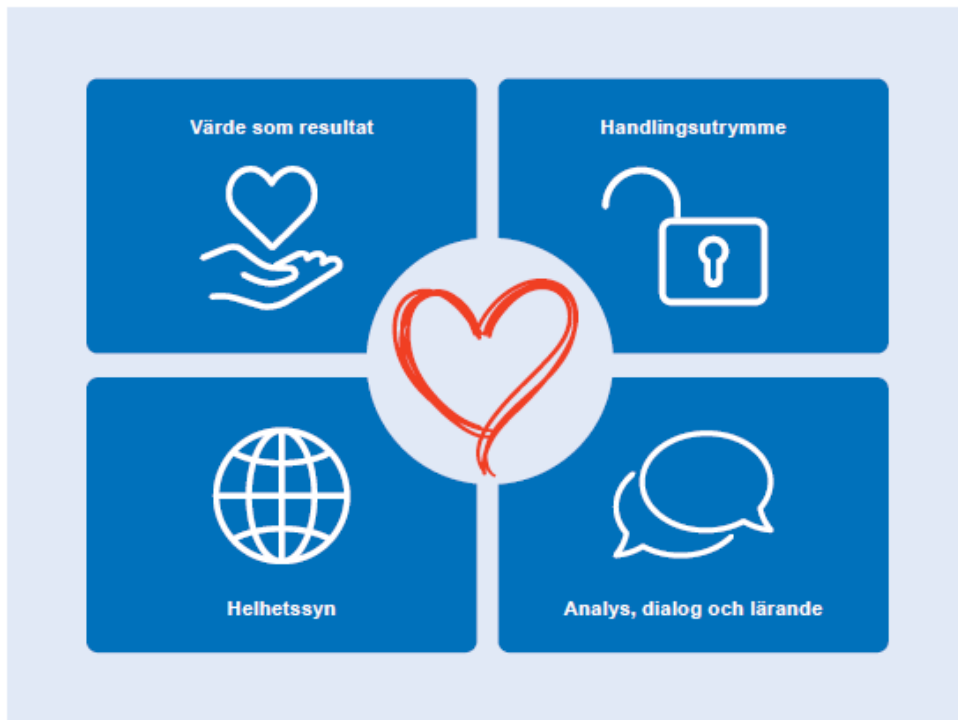 Värde som resultat
Handlingsutrymme
Helhetssyn
Analys, dialog och lärande